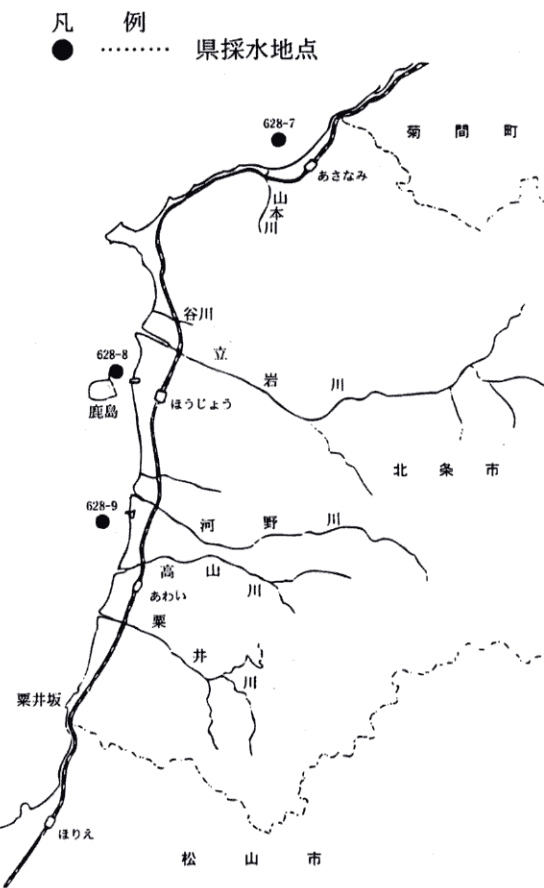 凡　例
● ………… 県採水地点
628-7
菊間町
あさなみ
山本川
谷川
立岩川
628-8
鹿島
ほうじょう
北条市
628-9
河野川
高山川
あわい
粟井川
粟井坂
ほりえ
松山市